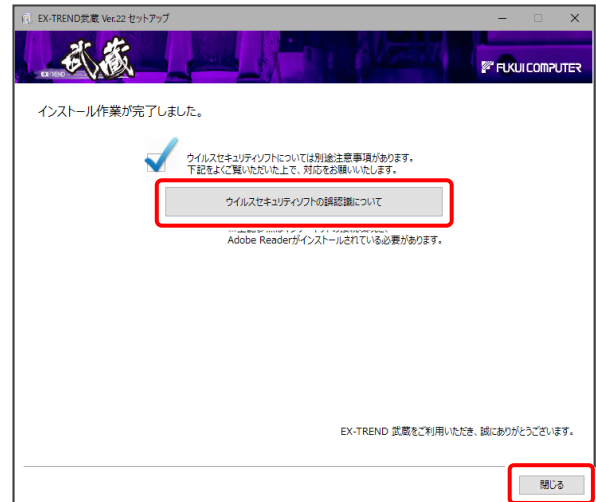 EX-TREND武蔵 Ver.22 セットアップ
EX-TREND 武蔵
FUKUI COMPUTER
インストール作業が完了しました。
ウイルスセキュリティソフトについては別途注意事項があります。
下記をよくご覧いただいた上で、対応をお願いいたします。
ウイルスセキュリティソフトの誤認識について
Adobe Readerがインストールされている必要があります。
EX-TREND 武蔵をご利用いただき、誠にありがとうございます。
閉じる